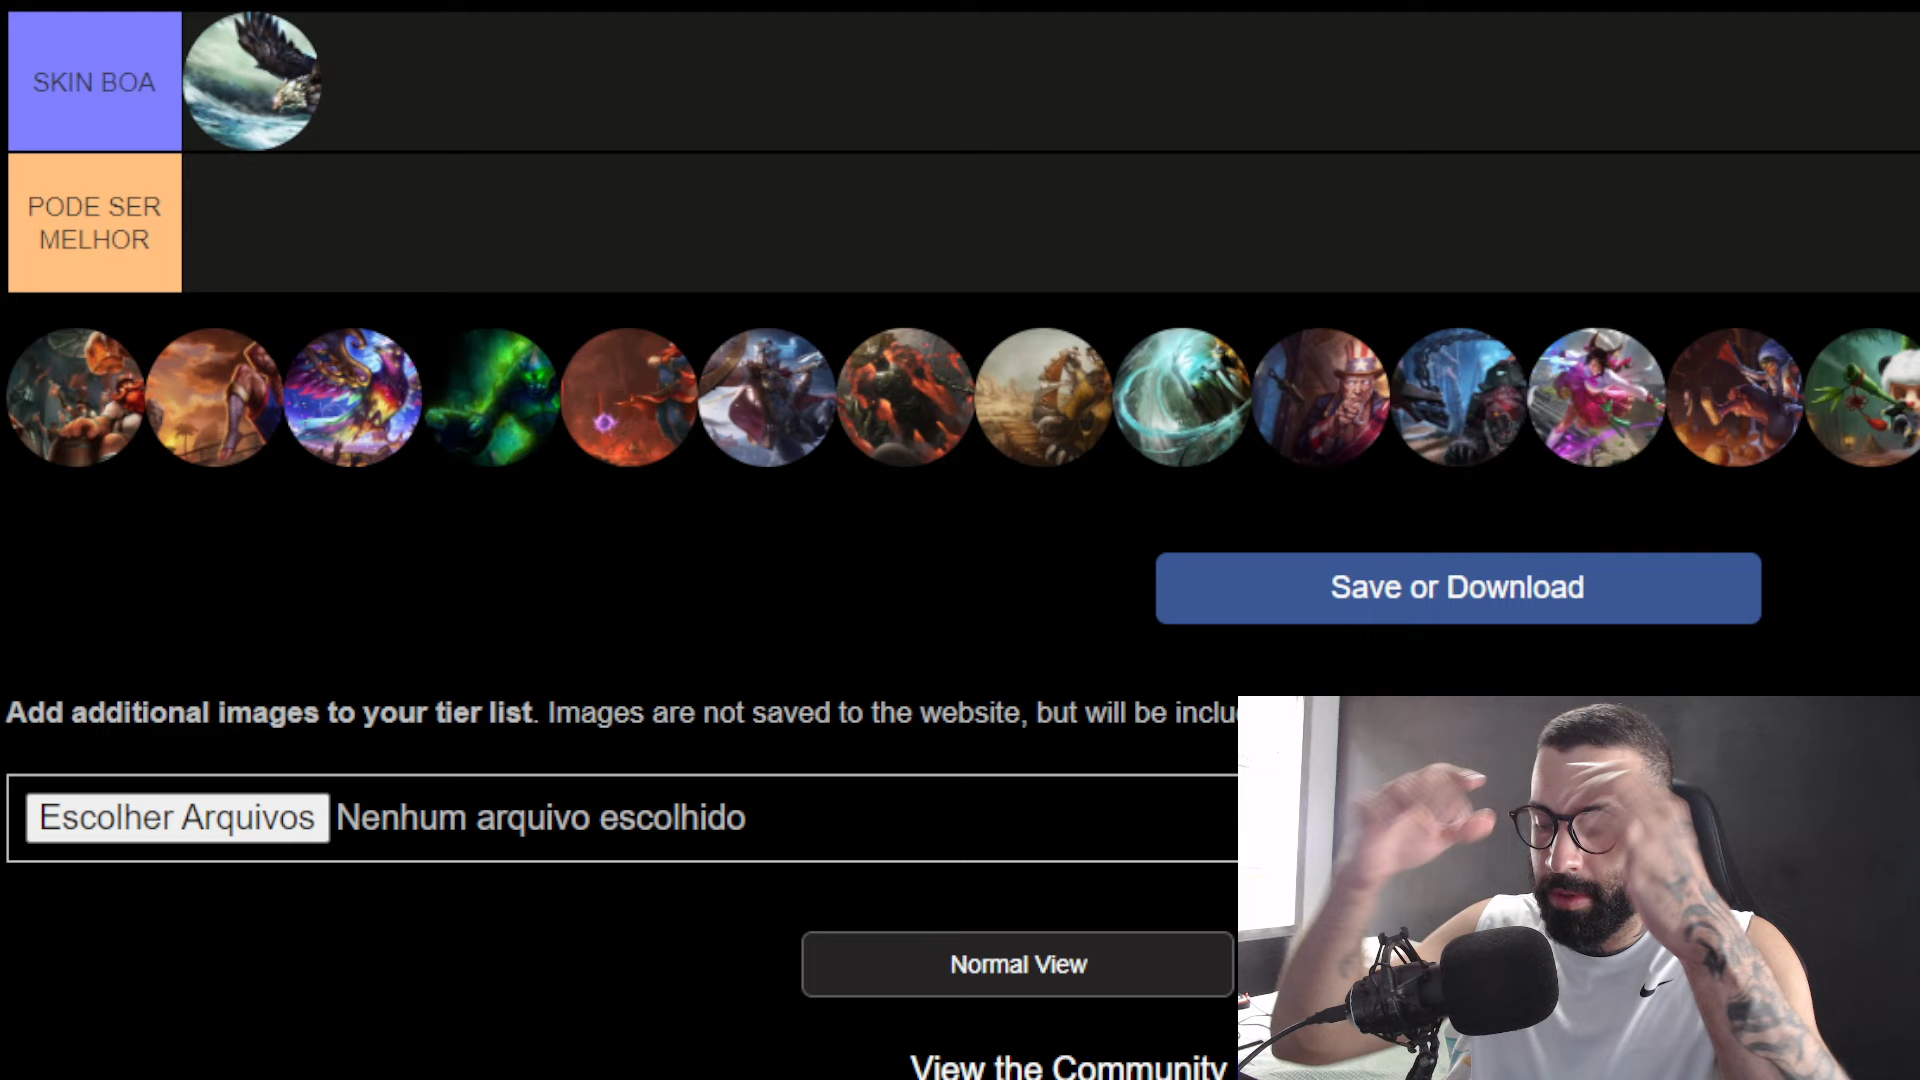 SKIN BOA
PODE SER
MELHOR
Save or Download
Add additional images to your tier list. Images are not saved to the website, but will be inclu
Escolher Arquivos Nenhum arquivo escolhido
Normal View
View the Community